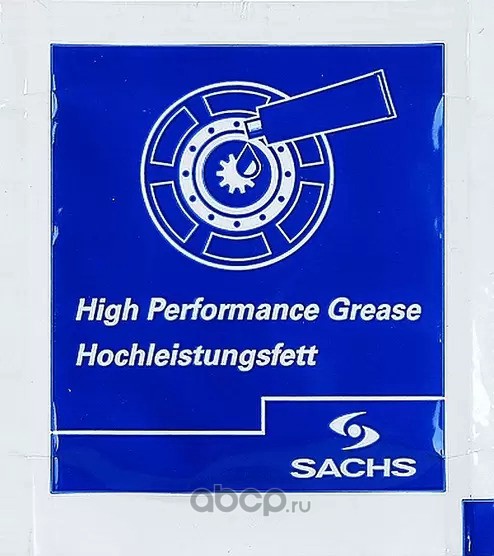 High Performance Grease
Hochleistungsfett
SACHS
abcp.ru